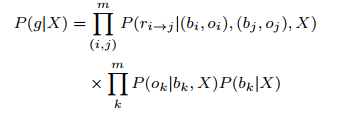 P(g|X) = ∏_{(i,j)}^{m} P(r_{i→j}|(b_i, o_i), (b_j, o_j), X)
× ∏_{k}^{m} P(o_k|b_k, X)P(b_k|X)